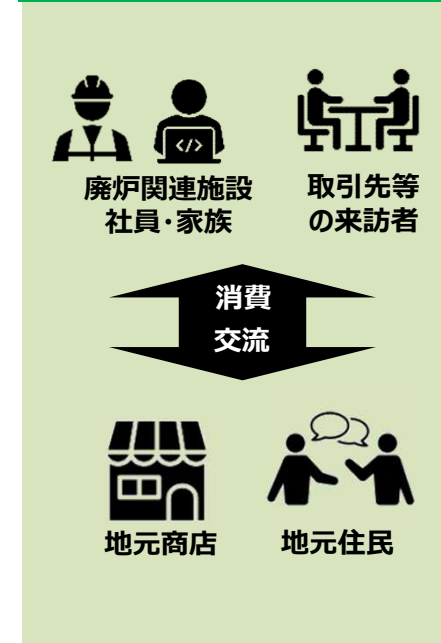 </>
廃炉関連施設
社員・家族
取引先等
の来訪者
消費
交流
地元商店
地元住民